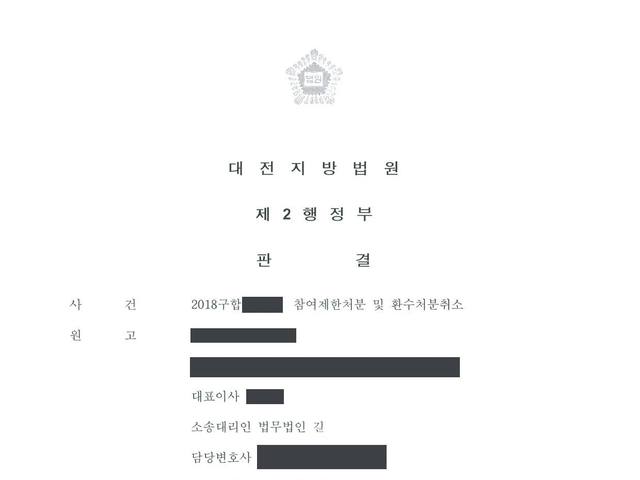 법원
대 전 지 방 법 원
제 2 행 정 부
판 결
사 건 2018구합 참여제한처분 및 환수처분취소
원 고
대표이사
소송대리인 법무법인 길
담당변호사